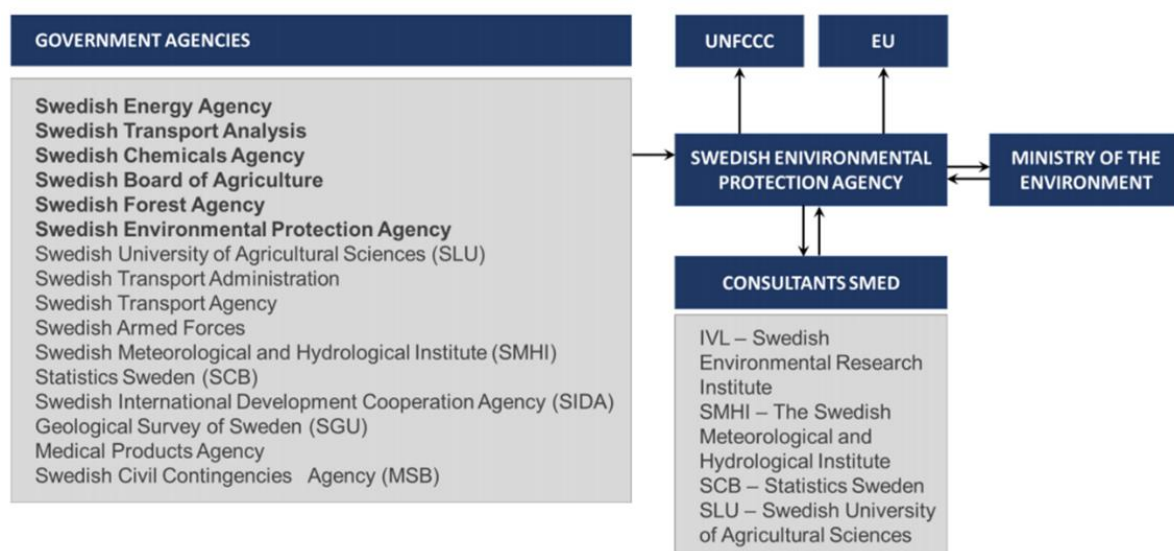 GOVERNMENT AGENCIES
Swedish Energy Agency
Swedish Transport Analysis
Swedish Chemicals Agency
Swedish Board of Agriculture
Swedish Forest Agency
Swedish Environmental Protection Agency
Swedish University of Agricultural Sciences (SLU)
Swedish Transport Administration
Swedish Transport Agency
Swedish Armed Forces
Swedish Meteorological and Hydrological Institute (SMHI)
Statistics Sweden (SCB)
Swedish International Development Cooperation Agency (SIDA)
Geological Survey of Sweden (SGU)
Medical Products Agency
Swedish Civil Contingencies Agency (MSB)
UNFCCC
EU
SWEDISH ENIVIRONMENTAL
PROTECTION AGENCY
MINISTRY OF THE
ENVIRONMENT
CONSULTANTS SMED
IVL – Swedish
Environmental Research
Institute
SMHI – The Swedish
Meteorological and
Hydrological Institute
SCB – Statistics Sweden
SLU – Swedish University
of Agricultural Sciences